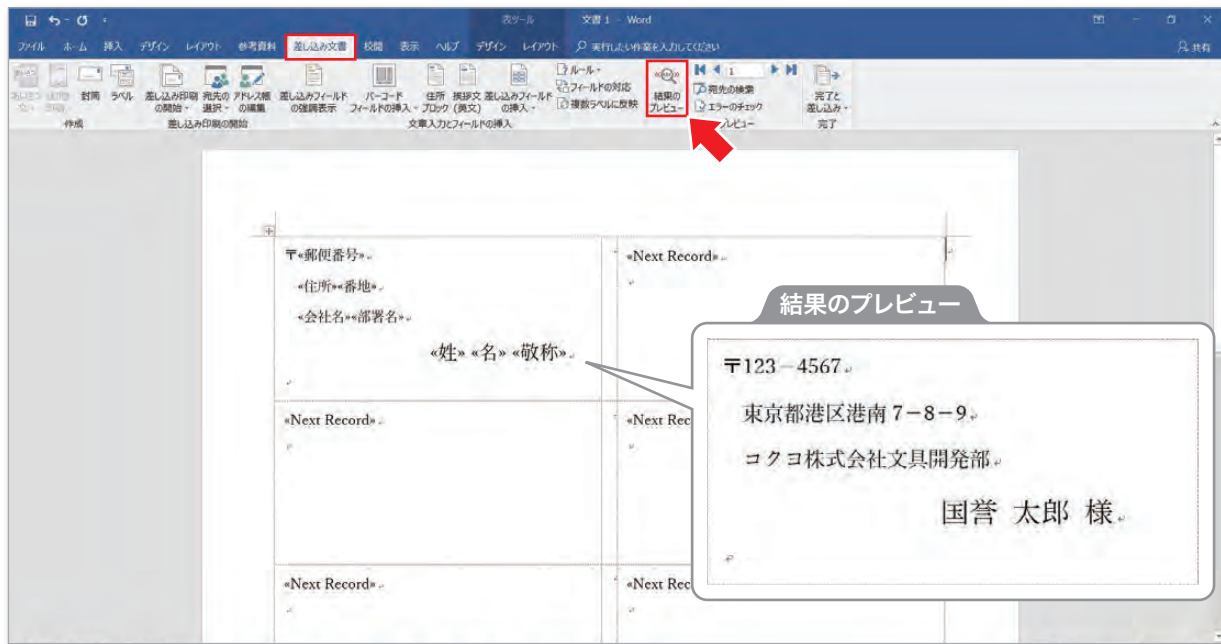 表ツール
文書 1 - Word
ファイル ホーム 挿入 デザイン レイアウト 参考資料 差し込み文書 校閲 表示 ヘルプ デザイン レイアウト 実行したい作業を入力してください 共有
封筒 ラベル 差し込み印刷の開始 宛先の選択 アドレス帳の編集 差し込みフィールドの強調表示 バーコードフィールドの挿入 住所ブロック 挨拶文(英文) 差し込みフィールドの挿入 ルール フィールドの対応 複数ラベルに反映 結果のプレビュー 1 宛先の検索 エラーのチェック 完了と差し込み
作成 差し込み印刷の開始 文章入力とフィールドの挿入 完了
〒«郵便番号»
«住所»«番地»
«会社名»«部署名»
«姓» «名» «敬称»
«Next Record»
結果のプレビュー
〒123-4567
東京都港区港南7-8-9
コクヨ株式会社文具開発部
国誉 太郎 様
«Next Record»
«Next Rec
«Next Record»
«Next Rec